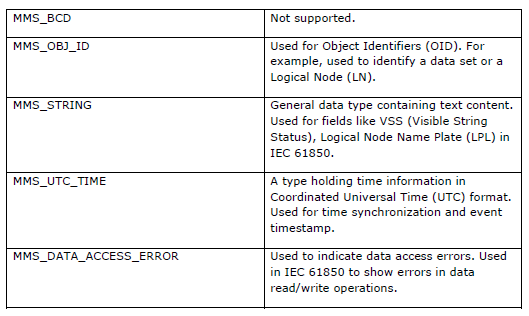 MMS_BCD
Not supported.
MMS_OBJ_ID
Used for Object Identifiers (OID). For
example, used to identify a data set or a
Logical Node (LN).
MMS_STRING
General data type containing text content.
Used for fields like VSS (Visible String
Status), Logical Node Name Plate (LPL) in
IEC 61850.
MMS_UTC_TIME
A type holding time information in
Coordinated Universal Time (UTC) format.
Used for time synchronization and event
timestamp.
MMS_DATA_ACCESS_ERROR
Used to indicate data access errors. Used
in IEC 61850 to show errors in data
read/write operations.